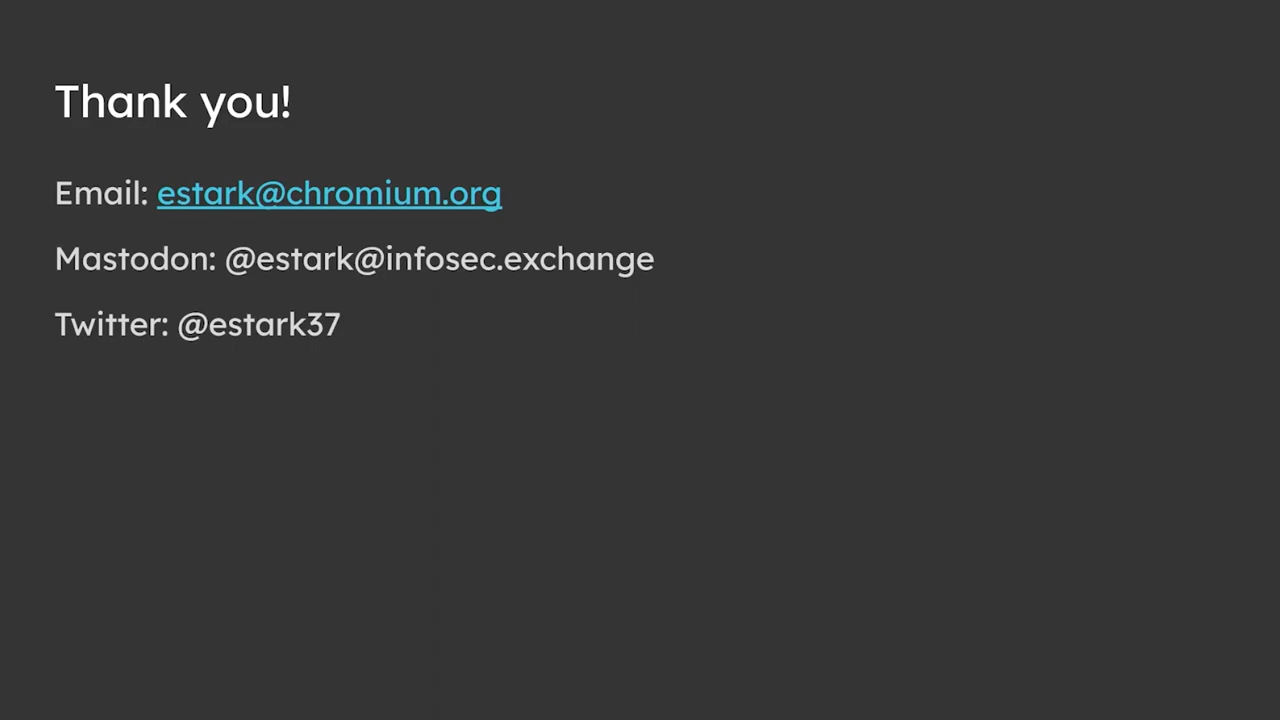 Thank you!
Email: estark@chromium.org
Mastodon: @estark@infosec.exchange
Twitter: @estark37